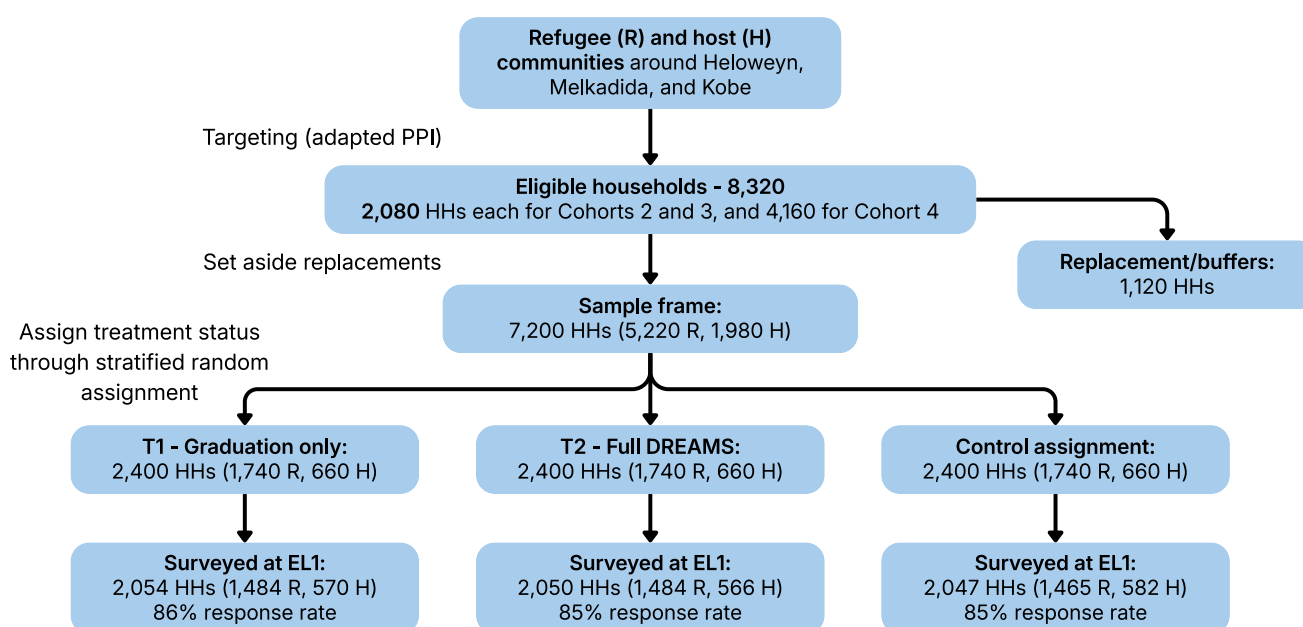 Refugee (R) and host (H)
communities around Heloweyn,
Melkadida, and Kobe
Targeting (adapted PPI)
Eligible households - 8,320
2,080 HHs each for Cohorts 2 and 3, and 4,160 for Cohort 4
Set aside replacements
Replacement/buffers:
1,120 HHs
Sample frame:
7,200 HHs (5,220 R, 1,980 H)
Assign treatment status
through stratified random
assignment
T1 - Graduation only:
2,400 HHs (1,740 R, 660 H)
T2 - Full DREAMS:
2,400 HHs (1,740 R, 660 H)
Control assignment:
2,400 HHs (1,740 R, 660 H)
Surveyed at EL1:
2,054 HHs (1,484 R, 570 H)
86% response rate
Surveyed at EL1:
2,050 HHs (1,484 R, 566 H)
85% response rate
Surveyed at EL1:
2,047 HHs (1,465 R, 582 H)
85% response rate